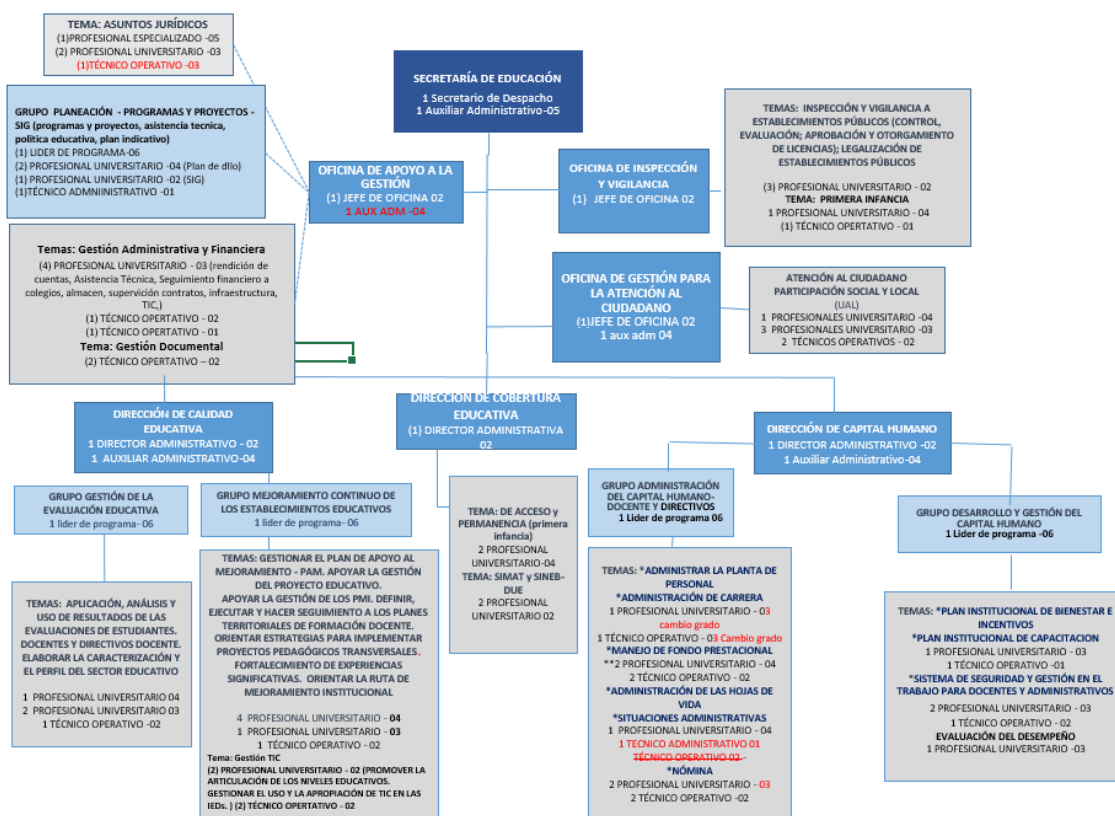 TEMA: ASUNTOS JURÍDICOS
(1)PROFESIONAL ESPECIALIZADO -05
(2) PROFESIONAL UNIVERSITARIO -03
(1)TÉCNICO OPERATIVO -03
SECRETARÍA DE EDUCACIÓN
1 Secretario de Despacho
1 Auxiliar Administrativo-05
GRUPO PLANEACIÓN - PROGRAMAS Y PROYECTOS -
SIG (programas y proyectos, asistencia tecnica,
politica educativa, plan indicativo)
(1) LIDER DE PROGRAMA-06
(2) PROFESIONAL UNIVERSITARIO -04 (Plan de dllo)
(1) PROFESIONAL UNIVERSITARIO -02 (SIG)
(1)TÉCNICO ADMNIINISTRATIVO -01
OFICINA DE APOYO A LA
GESTIÓN
(1) JEFE DE OFICINA 02
1 AUX ADM -04
OFICINA DE INSPECCIÓN
Y VIGILANCIA
(1) JEFE DE OFICINA 02
TEMAS: INSPECCIÓN Y VIGILANCIA A
ESTABLECIMIENTOS PÚBLICOS (CONTROL,
EVALUACIÓN; APROBACIÓN Y OTORGAMIENTO
DE LICENCIAS); LEGALIZACIÓN DE
ESTABLECIMIENTOS PÚBLICOS
(3) PROFESIONAL UNIVERSITARIO - 02
TEMA: PRIMERA INFANCIA
1 PROFESIONAL UNIVERSITARIO - 04
(1) TÉCNICO OPERTATIVO - 01
Temas: Gestión Administrativa y Financiera
(4) PROFESIONAL UNIVERSITARIO - 03 (rendición de
cuentas, Asistencia Técnica, Seguimiento financiero a
colegios, almacen, supervisión contratos, infraestructura,
TIC,)
(1) TÉCNICO OPERTATIVO - 02
(1) TÉCNICO OPERTATIVO - 01
Tema: Gestión Documental
(2) TÉCNICO OPERTATIVO – 02
OFICINA DE GESTIÓN PARA
LA ATENCIÓN AL
CIUDADANO
(1)JEFE DE OFICINA 02
1 aux adm 04
ATENCIÓN AL CIUDADANO
PARTICIPACIÓN SOCIAL Y LOCAL
(UAL)
1 PROFESIONALES UNIVERSITARIO -04
3 PROFESIONALES UNIVERSITARIO -03
2 TÉCNICOS OPERATIVOS - 02
DIRECCIÓN DE CALIDAD
EDUCATIVA
1 DIRECTOR ADMINISTRATIVO - 02
1 AUXILIAR ADMINISTRATIVO-04
DIRECCION DE COBERTURA
EDUCATIVA
(1) DIRECTOR ADMINISTRATIVA
02
DIRECCIÓN DE CAPITAL HUMANO
1 DIRECTOR ADMINISTRATIVO -02
1 Auxiliar Administrativo-04
GRUPO GESTIÓN DE LA
EVALUACIÓN EDUCATIVA
1 lider de programa- 06
GRUPO MEJORAMIENTO CONTINUO DE
LOS ESTABLECIMIENTOS EDUCATIVOS
1 lider de programa- 06
TEMA: DE ACCESO y
PERMANENCIA (primera
infancia)
2 PROFESIONAL
UNIVERSITARIO-04
TEMA: SIMAT y SINEB-
DUE
2 PROFESIONAL
UNIVERSITARIO 02
GRUPO ADMINISTRACIÓN
DEL CAPITAL HUMANO-
DOCENTE Y DIRECTIVOS
1 Lider de programa 06
GRUPO DESARROLLO Y GESTIÓN DEL
CAPITAL HUMANO
1 Lider de programa -06
TEMAS: APLICACIÓN, ANÁLISIS Y
USO DE RESULTADOS DE LAS
EVALUACIONES DE ESTUDIANTES.
DOCENTES Y DIRECTIVOS DOCENTE.
ELABORAR LA CARACTERIZACIÓN Y
EL PERFIL DEL SECTOR EDUCATIVO
1 PROFESIONAL UNIVERSITARIO 04
2 PROFESIONAL UNIVERSITARIO 03
1 TÉCNICO OPERATIVO -02
TEMAS: GESTIONAR EL PLAN DE APOYO AL
MEJORAMIENTO - PAM. APOYAR LA GESTIÓN
DEL PROYECTO EDUCATIVO.
APOYAR LA GESTIÓN DE LOS PMI. DEFINIR,
EJECUTAR Y HACER SEGUIMIENTO A LOS PLANES
TERRITORIALES DE FORMACIÓN DOCENTE.
ORIENTAR ESTRATEGIAS PARA IMPLEMENTAR
PROYECTOS PEDAGÓGICOS TRANSVERSALES.
FORTALECIMIENTO DE EXPERIENCIAS
SIGNIFICATIVAS. ORIENTAR LA RUTA DE
MEJORAMIENTO INSTITUCIONAL
4 PROFESIONAL UNIVERSITARIO - 04
1 PROFESIONAL UNIVERSITARIO - 03
1 TÉCNICO OPERATIVO - 02
Tema: Gestión TIC
(2) PROFESIONAL UNIVERSITARIO - 02 (PROMOVER LA
ARTICULACIÓN DE LOS NIVELES EDUCATIVOS.
GESTIONAR EL USO Y LA APROPIACIÓN DE TIC EN LAS
IEDs. ) (2) TÉCNICO OPERTATIVO - 02
TEMAS: *ADMINISTRAR LA PLANTA DE
PERSONAL
*ADMINISTRACIÓN DE CARRERA
1 PROFESIONAL UNIVERSITARIO - 03
cambio grado
1 TÉCNICO OPERATIVO - 03 Cambio grado
*MANEJO DE FONDO PRESTACIONAL
**2 PROFESIONAL UNIVERSITARIO - 04
2 TÉCNICO OPERATIVO - 02
*ADMINISTRACIÓN DE LAS HOJAS DE
VIDA
*SITUACIONES ADMINISTRATIVAS
1 PROFESIONAL UNIVERSITARIO - 04
1 TECNICO ADMINISTRATIVO 01
TÉCNICO OPERATIVO 02 -
*NÓMINA
2 PROFESIONAL UNIVERSITARIO - 03
2 TÉCNICO OPERATIVO -02
TEMAS: *PLAN INSTITUCIONAL DE BIENESTAR E
INCENTIVOS
*PLAN INSTITUCIONAL DE CAPACITACION
1 PROFESIONAL UNIVERSITARIO - 03
1 TÉCNICO OPERATIVO -01
*SISTEMA DE SEGURIDAD Y GESTIÓN EN EL
TRABAJO PARA DOCENTES Y ADMINISTRATIVOS
2 PROFESIONAL UNIVERSITARIO - 03
1 TÉCNICO OPERATIVO - 02
EVALUACIÓN DEL DESEMPEÑO
1 PROFESIONAL UNIVERSITARIO -03